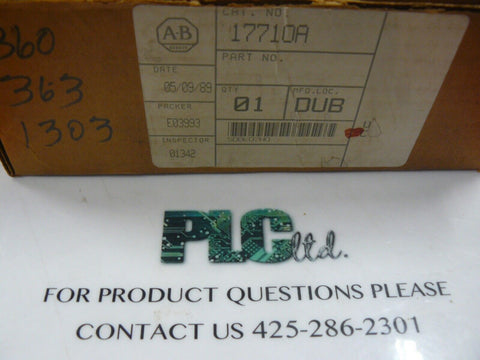 360
363
1303
A-B
CAT. NO.
1771OA
PART NO.
DATE
05/09/89
QTY
01
MFG.LOC.
DUB
PACKER
E03993
INSPECTOR
01342
PLC ltd.
FOR PRODUCT QUESTIONS PLEASE
CONTACT US 425-286-2301